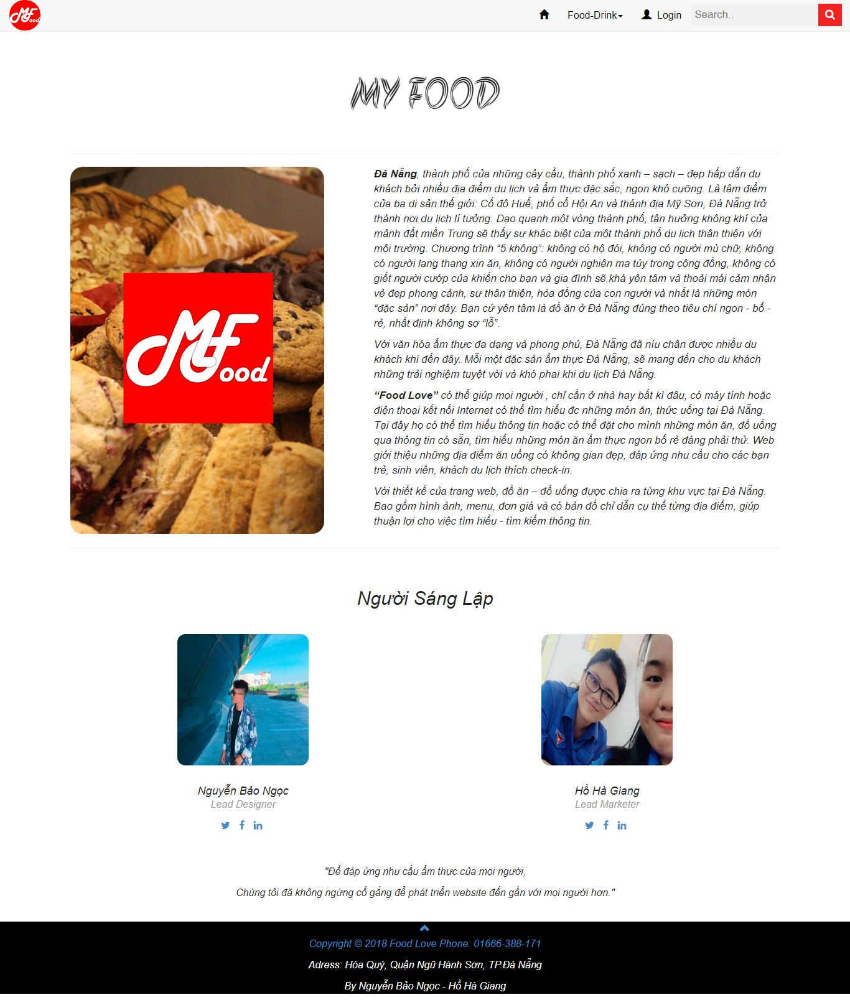 MFood
Food-Drink
Login
Search..
MY FOOD
Đà Nẵng, thành phố của những cây cầu, thành phố xanh – sạch – đẹp hấp dẫn du
khách bởi nhiều địa điểm du lịch và ẩm thực đặc sắc, ngon khó cưỡng. Là tâm điểm
của ba di sản thế giới: Cố đô Huế, phố cổ Hội An và thánh địa Mỹ Sơn, Đà Nẵng trở
thành nơi du lịch lí tưởng. Dạo quanh một vòng thành phố, tận hưởng không khí của
mảnh đất miền Trung sẽ thấy sự khác biệt của một thành phố du lịch thân thiện với
môi trường. Chương trình “5 không”: không có hộ đói, không có người mù chữ, không
có người lang thang xin ăn, không có người nghiện ma túy trong cộng đồng, không có
giết người cướp của khiến cho bạn và gia đình sẽ khá yên tâm và thoải mái cảm nhận
vẻ đẹp phong cảnh, sự thân thiện, hòa đồng của con người và nhất là những món
“đặc sản” nơi đây. Bạn cứ yên tâm là đồ ăn ở Đà Nẵng đúng theo tiêu chí ngon - bổ -
rẻ, nhất định không sợ “lỗ”.
Với văn hóa ẩm thực đa dạng và phong phú, Đà Nẵng đã níu chân được nhiều du
khách khi đến đây. Mỗi một đặc sản ẩm thực Đà Nẵng, sẽ mang đến cho du khách
những trải nghiệm tuyệt vời và khó phai khi du lịch Đà Nẵng.
“Food Love” có thể giúp mọi người , chỉ cần ở nhà hay bất kì đâu, có máy tính hoặc
điện thoại kết nối Internet có thể tìm hiểu đc những món ăn, thức uống tại Đà Nẵng.
Tại đây họ có thể tìm hiểu thông tin hoặc có thể đặt cho mình những món ăn, đồ uống
qua thông tin có sẵn, tìm hiểu những món ăn ẩm thực ngon bổ rẻ đáng phải thử. Web
giới thiệu những địa điểm ăn uống có không gian đẹp, đáp ứng nhu cầu cho các bạn
trẻ, sinh viên, khách du lịch thích check-in.
Với thiết kế của trang web, đồ ăn – đồ uống được chia ra từng khu vực tại Đà Nẵng.
Bao gồm hình ảnh, menu, đơn giá và có bản đồ chỉ dẫn cụ thể từng địa điểm, giúp
thuận lợi cho việc tìm hiểu - tìm kiếm thông tin.
MFood
Người Sáng Lập
Nguyễn Bảo Ngọc
Lead Designer
Hồ Hà Giang
Lead Marketer
"Để đáp ứng nhu cầu ẩm thực của mọi người,
Chúng tôi đã không ngừng cố gắng để phát triển website đến gần với mọi người hơn."
Copyright © 2018 Food Love Phone: 01666-388-171
Adress: Hòa Quý, Quận Ngũ Hành Sơn, TP.Đà Nẵng
By Nguyễn Bảo Ngọc - Hồ Hà Giang